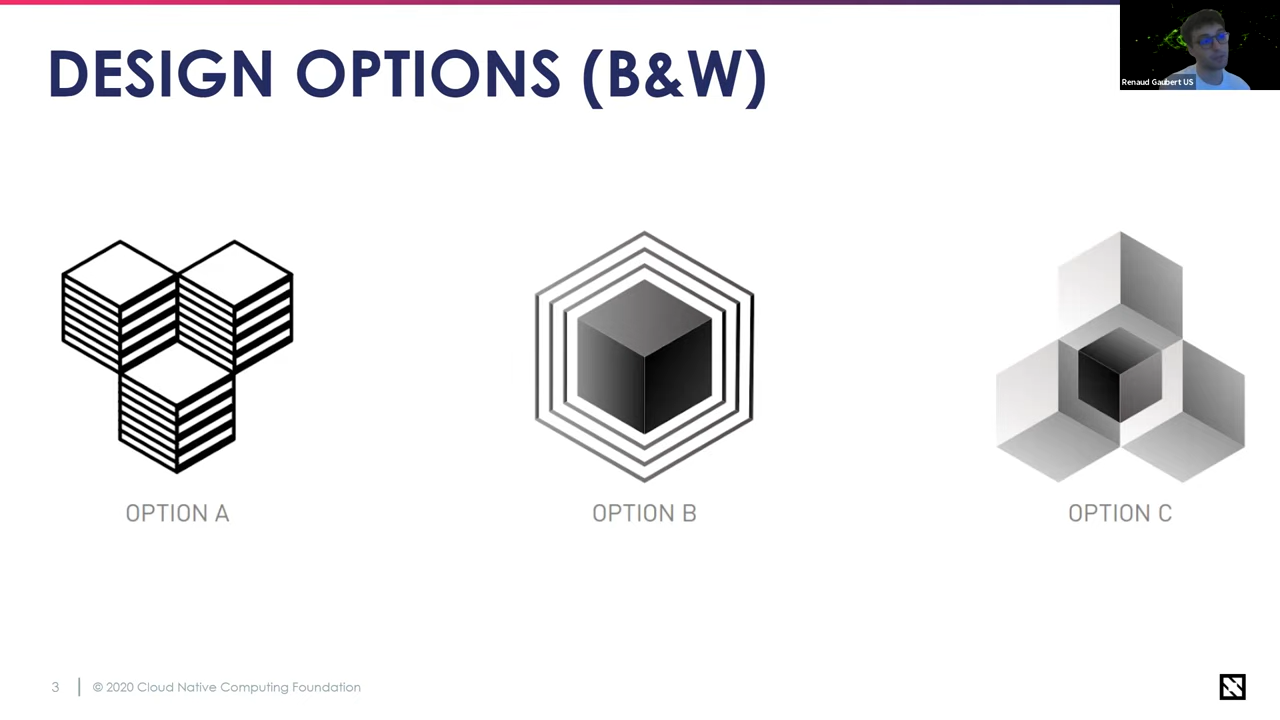 DESIGN OPTIONS (B&W)
Renaud Gaubert US
OPTION A
OPTION B
OPTION C
3 © 2020 Cloud Native Computing Foundation